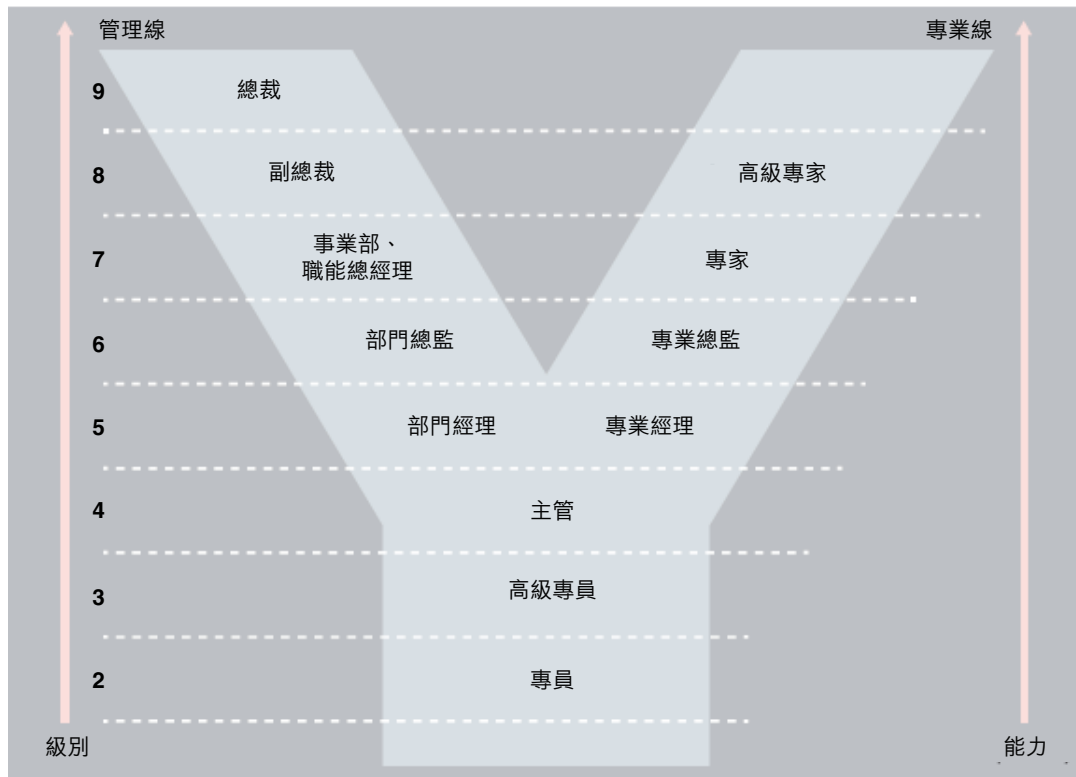 管理線
專業線
9
總裁
8
副總裁
高級專家
7
事業部、
職能總經理
專家
6
部門總監
專業總監
5
部門經理
專業經理
4
主管
3
高級專員
2
專員
級別
能力